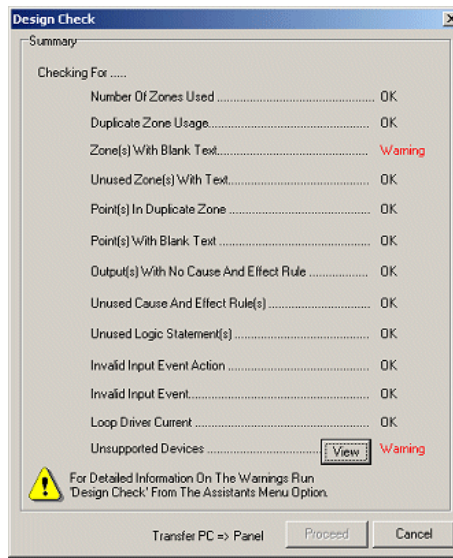 Design Check
Summary
Checking For .....
Number Of Zones Used ............................................ OK
Duplicate Zone Usage............................................... OK
Zone(s) With Blank Text............................................ Warning
Unused Zone(s) With Text......................................... OK
Point(s) In Duplicate Zone ......................................... OK
Point(s) With Blank Text ............................................ OK
Output(s) With No Cause And Effect Rule .................. OK
Unused Cause And Effect Rule(s) ............................. OK
Unused Logic Statement(s) ....................................... OK
Invalid Input Event Action .......................................... OK
Invalid Input Event..................................................... OK
Loop Driver Current .................................................... OK
Unsupported Devices .................................. View Warning
For Detailed Information On The Warnings Run
'Design Check' From The Assistants Menu Option.
Transfer PC => Panel Proceed Cancel